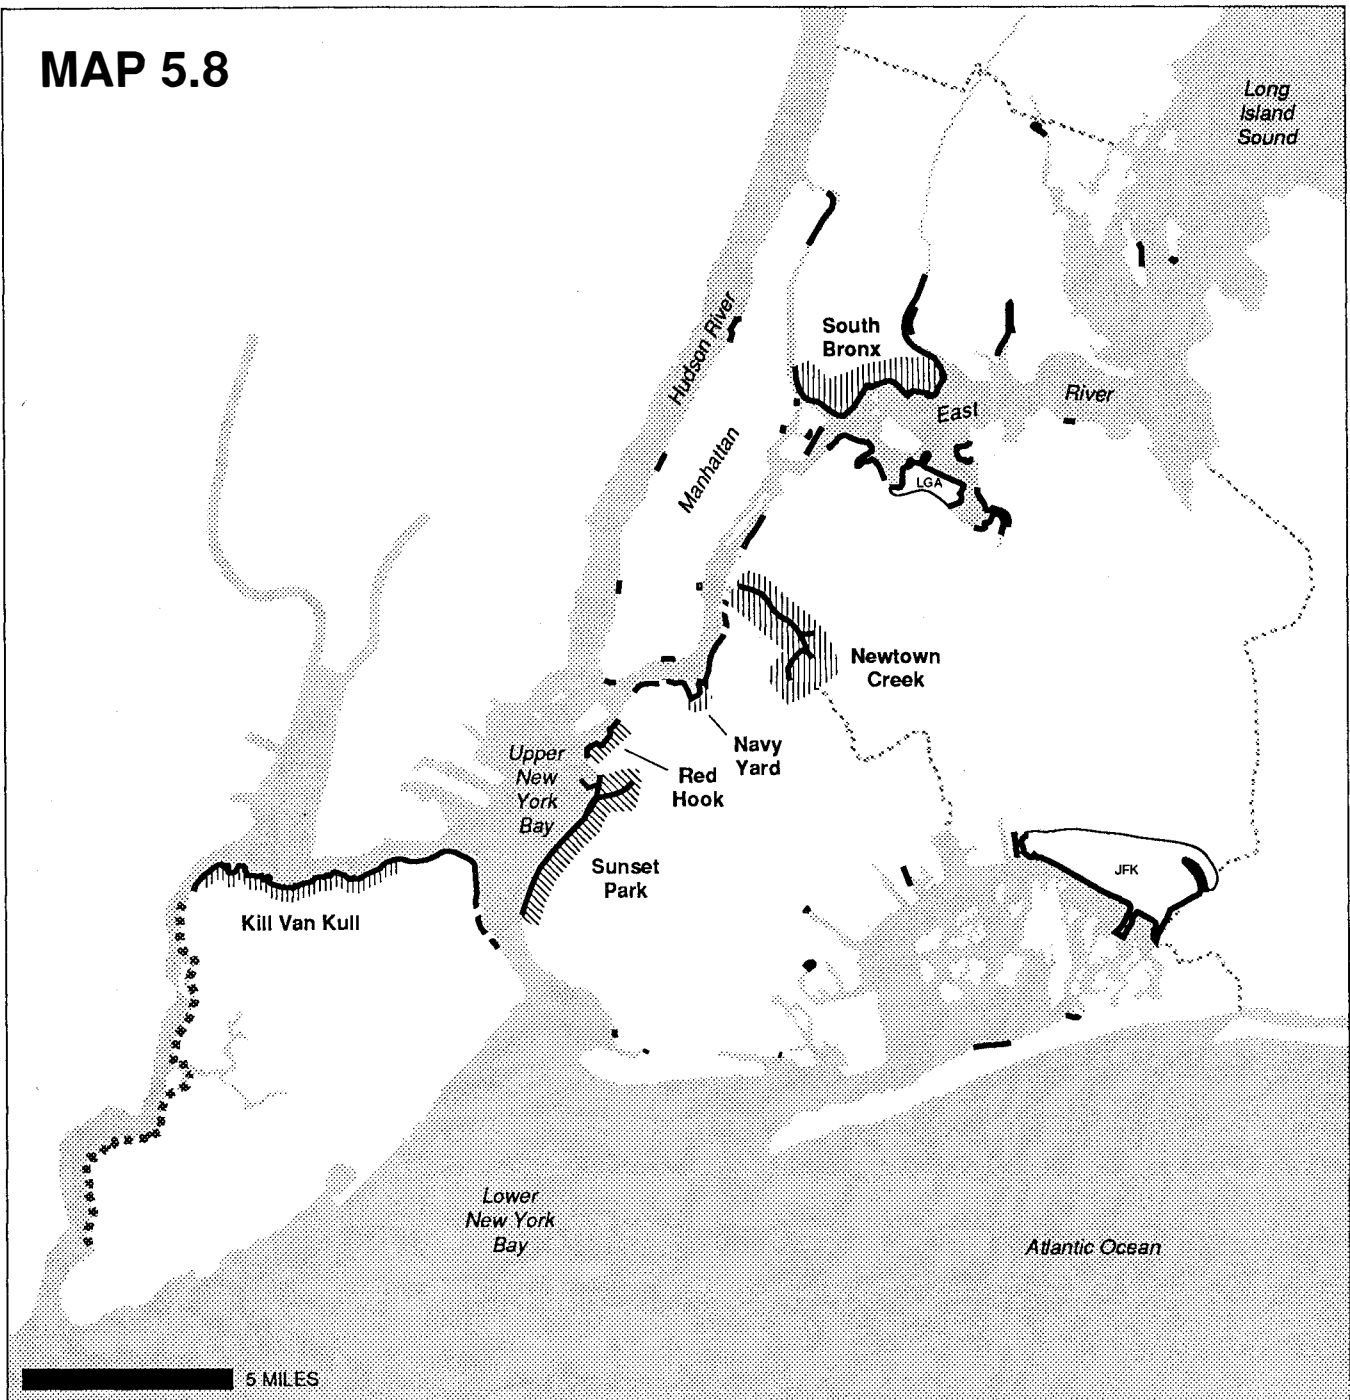 MAP 5.8
Long
Island
Sound
Hudson River
South
Bronx
East
River
Manhattan
LGA
Newtown
Creek
Navy
Yard
Upper
New
York
Bay
Red
Hook
Sunset
Park
JFK
Kill Van Kull
Lower
New York
Bay
Atlantic Ocean
5 MILES